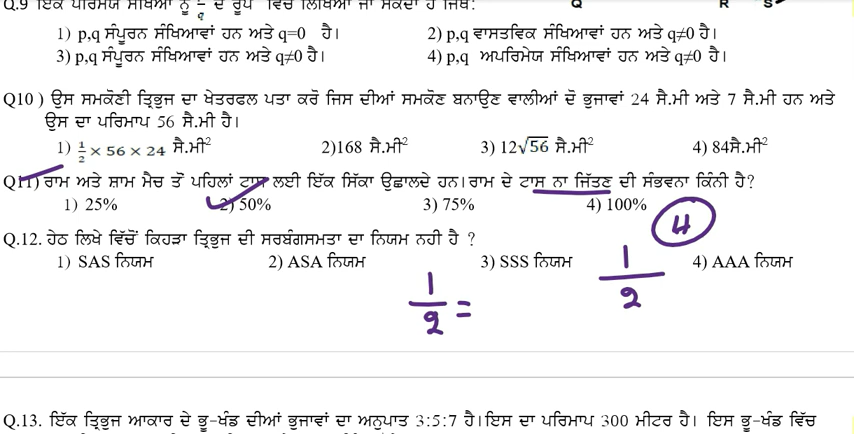 Q.9 ਇਕ ਪਰਿਮੇਯ ਸੰਖਿਆ ਨੂੰ p/q ਦੇ ਰੂਪ ਵਿਚ ਲਿਖਿਆ ਜਾ ਸਕਦਾ ਹੈ ਜਿਥੇ: Q R S
1) p,q ਸੰਪੂਰਨ ਸੰਖਿਆਵਾਂ ਹਨ ਅਤੇ q=0 ਹੈ। 2) p,q ਵਾਸਤਵਿਕ ਸੰਖਿਆਵਾਂ ਹਨ ਅਤੇ q≠0 ਹੈ।
3) p,q ਸੰਪੂਰਨ ਸੰਖਿਆਵਾਂ ਹਨ ਅਤੇ q≠0 ਹੈ। 4) p,q ਅਪਰਿਮੇਯ ਸੰਖਿਆਵਾਂ ਹਨ ਅਤੇ q≠0 ਹੈ।
Q10 ) ਉਸ ਸਮਕੋਣੀ ਤ੍ਰਿਭੁਜ ਦਾ ਖੇਤਰਫਲ ਪਤਾ ਕਰੋ ਜਿਸ ਦੀਆਂ ਸਮਕੋਣ ਬਨਾਉਣ ਵਾਲੀਆਂ ਦੋ ਭੁਜਾਵਾਂ 24 ਸੈ.ਮੀ ਅਤੇ 7 ਸੈ.ਮੀ ਹਨ ਅਤੇ
ਉਸ ਦਾ ਪਰਿਮਾਪ 56 ਸੈ.ਮੀ ਹੈ।
1) 1/2 × 56 × 24 ਸੈ.ਮੀ² 2)168 ਸੈ.ਮੀ² 3) 12√56 ਸੈ.ਮੀ² 4) 84ਸੈ.ਮੀ²
Q11) ਰਾਮ ਅਤੇ ਸ਼ਾਮ ਮੈਚ ਤੋਂ ਪਹਿਲਾਂ ਟਾਸ ਲਈ ਇੱਕ ਸਿੱਕਾ ਉਛਾਲਦੇ ਹਨ।ਰਾਮ ਦੇ ਟਾਸ ਨਾ ਜਿੱਤਣ ਦੀ ਸੰਭਵਨਾ ਕਿੰਨੀ ਹੈ?
1) 25% 2) 50% 3) 75% 4) 100%
H
Q.12. ਹੇਠ ਲਿਖੇ ਵਿੱਚੋਂ ਕਿਹੜਾ ਤ੍ਰਿਭੁਜ ਦੀ ਸਰਬੰਗਸਮਤਾ ਦਾ ਨਿਯਮ ਨਹੀ ਹੈ ?
1) SAS ਨਿਯਮ 2) ASA ਨਿਯਮ 3) SSS ਨਿਯਮ 4) AAA ਨਿਯਮ
1/2 = 1/2
Q.13. ਇੱਕ ਤ੍ਰਿਭੁਜ ਆਕਾਰ ਦੇ ਭੂ-ਖੰਡ ਦੀਆਂ ਭੁਜਾਵਾਂ ਦਾ ਅਨੁਪਾਤ 3:5:7 ਹੈ।ਇਸ ਦਾ ਪਰਿਮਾਪ 300 ਮੀਟਰ ਹੈ। ਇਸ ਭੂ-ਖੰਡ ਵਿੱਚ